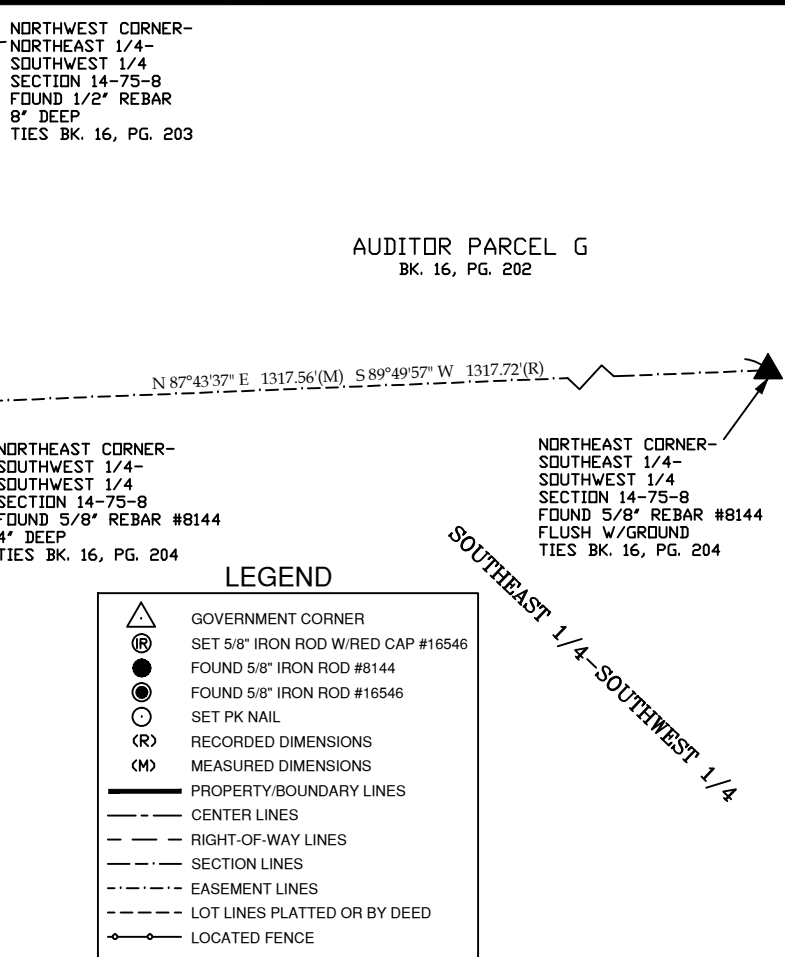 NORTHWEST CORNER-
NORTHEAST 1/4-
SOUTHWEST 1/4
SECTION 14-75-8
FOUND 1/2" REBAR
8" DEEP
TIES BK. 16, PG. 203
AUDITOR PARCEL G
BK. 16, PG. 202
N 87°43'37" E 1317.56'(M) S 89°49'57" W 1317.72'(R)
NORTHEAST CORNER-
SOUTHWEST 1/4-
SOUTHWEST 1/4
SECTION 14-75-8
FOUND 5/8" REBAR #8144
4" DEEP
TIES BK. 16, PG. 204
NORTHEAST CORNER-
SOUTHEAST 1/4-
SOUTHWEST 1/4
SECTION 14-75-8
FOUND 5/8" REBAR #8144
FLUSH W/GROUND
TIES BK. 16, PG. 204
SOUTHEAST 1/4-SOUTHWEST 1/4
LEGEND
GOVERNMENT CORNER
IR SET 5/8" IRON ROD W/RED CAP #16546
FOUND 5/8" IRON ROD #8144
FOUND 5/8" IRON ROD #16546
SET PK NAIL
(R) RECORDED DIMENSIONS
(M) MEASURED DIMENSIONS
PROPERTY/BOUNDARY LINES
CENTER LINES
RIGHT-OF-WAY LINES
SECTION LINES
EASEMENT LINES
LOT LINES PLATTED OR BY DEED
LOCATED FENCE